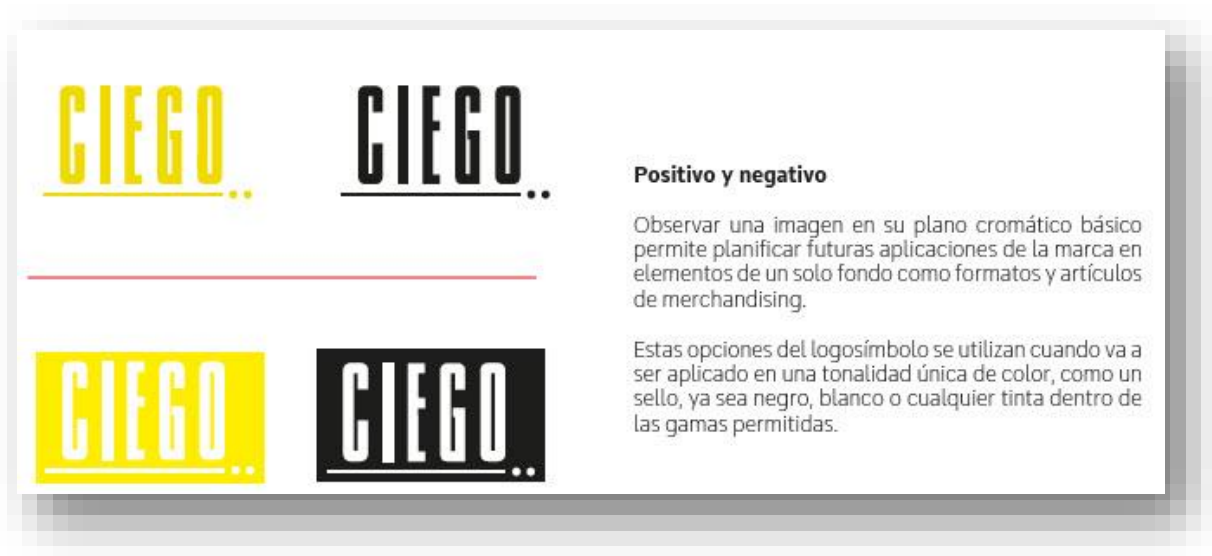 CIEGO..
CIEGO..
Positivo y negativo
Observar una imagen en su plano cromático básico
permite planificar futuras aplicaciones de la marca en
elementos de un solo fondo como formatos y artículos
de merchandising.
Estas opciones del logosímbolo se utilizan cuando va a
ser aplicado en una tonalidad única de color, como un
sello, ya sea negro, blanco o cualquier tinta dentro de
las gamas permitidas.
CIEGO..
CIEGO..